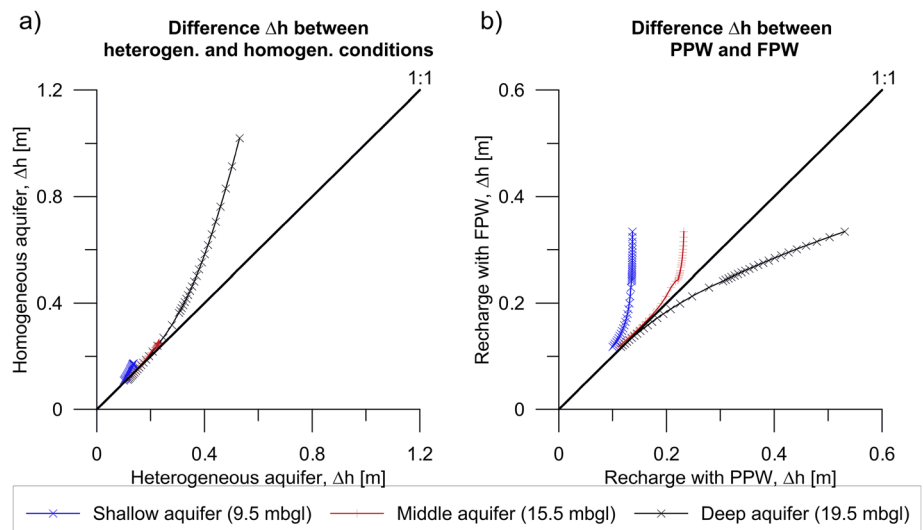 a)
Difference Δh between
heterogen. and homogen. conditions
1:1
1.2
0.8
0.4
0
Homogeneous aquifer, Δh [m]
0
0.4
0.8
1.2
Heterogeneous aquifer, Δh [m]
b)
Difference Δh between
PPW and FPW
1:1
0.6
0.4
0.2
0
Recharge with FPW, Δh [m]
0
0.2
0.4
0.6
Recharge with PPW, Δh [m]
Shallow aquifer (9.5 mbgl)
Middle aquifer (15.5 mbgl)
Deep aquifer (19.5 mbgl)